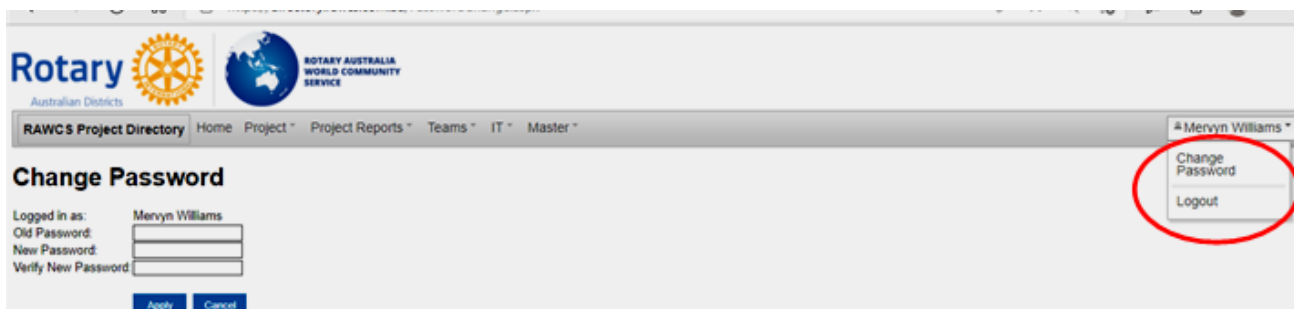 Rotary
Australian Districts
ROTARY AUSTRALIA
WORLD COMMUNITY
SERVICE
RAWCS Project Directory Home Project Project Reports Teams IT Master Mervyn Williams
Change
Password
Logout
Change Password
Logged in as: Mervyn Williams
Old Password:
New Password:
Verify New Password:
Apply Cancel